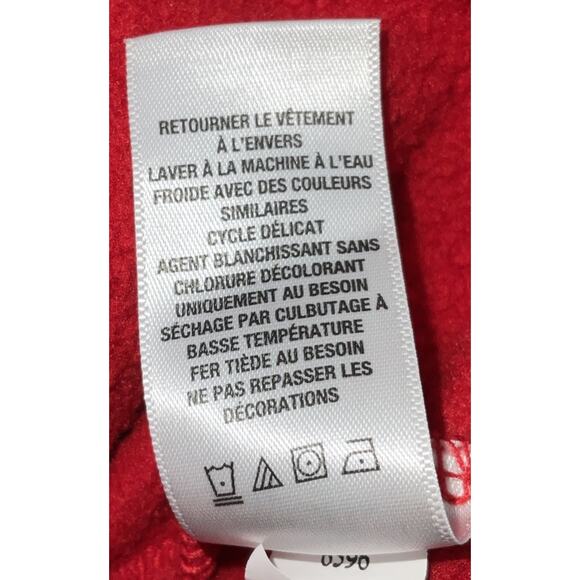 RETOURNER LE VÊTEMENT
À L'ENVERS
LAVER À LA MACHINE À L'EAU
FROIDE AVEC DES COULEURS
SIMILAIRES
CYCLE DÉLICAT
AGENT BLANCHISSANT SANS
CHLORURE DÉCOLORANT
UNIQUEMENT AU BESOIN
SÉCHAGE PAR CULBUTAGE À
BASSE TEMPÉRATURE
FER TIÈDE AU BESOIN
NE PAS REPASSER LES
DÉCORATIONS